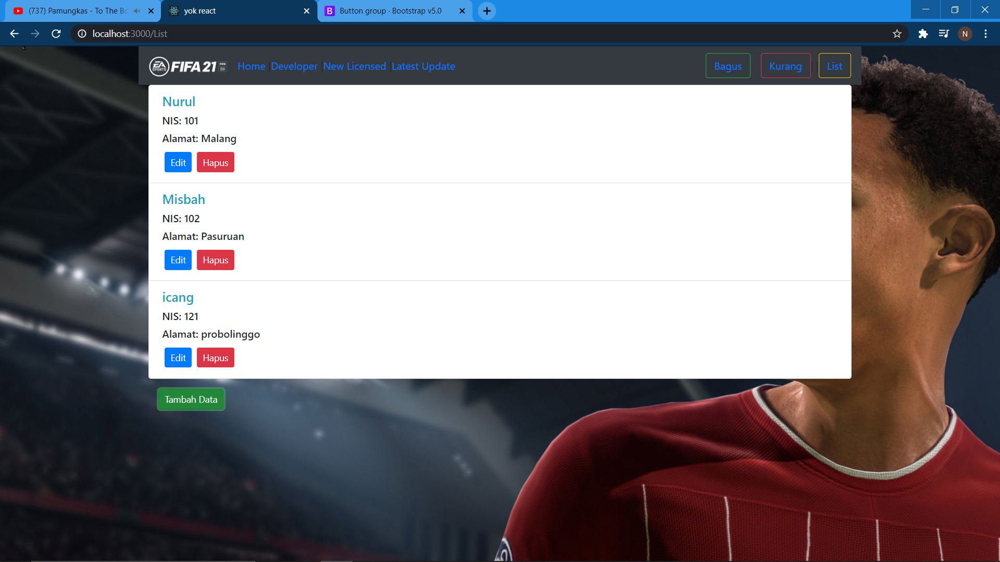 (737) Pamungkas - To The Bo
yok react
Button group · Bootstrap v5.0
localhost:3000/List
N
EA SPORTS FIFA 21
Home Developer New Licensed Latest Update
Bagus Kurang List
Nurul
NIS: 101
Alamat: Malang
Edit Hapus
Misbah
NIS: 102
Alamat: Pasuruan
Edit Hapus
icang
NIS: 121
Alamat: probolinggo
Edit Hapus
Tambah Data